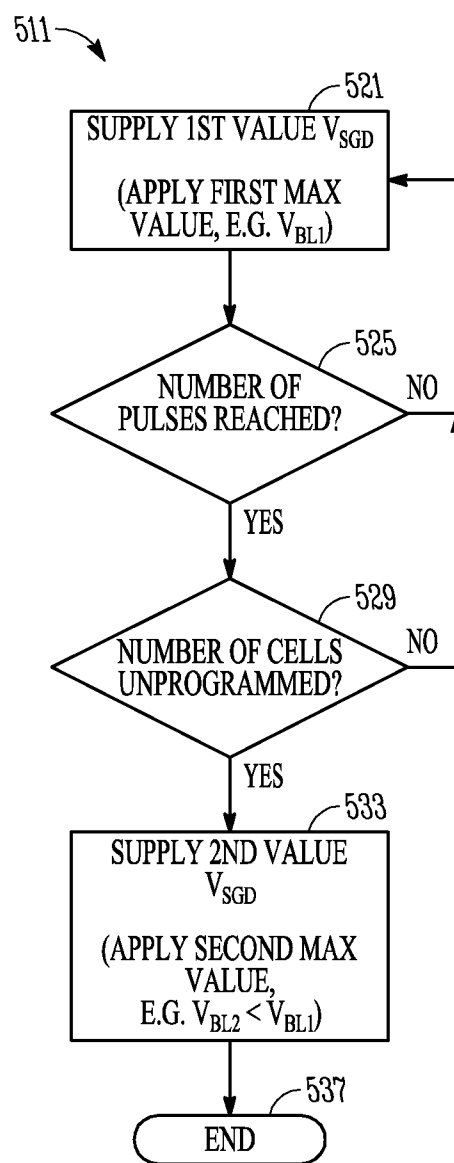 511
521
SUPPLY 1ST VALUE V_SGD
(APPLY FIRST MAX
VALUE, E.G. V_BL1)
525
NUMBER OF
PULSES REACHED?
NO
YES
529
NUMBER OF CELLS
UNPROGRAMMED?
NO
YES
533
SUPPLY 2ND VALUE
V_SGD
(APPLY SECOND MAX
VALUE,
E.G. V_BL2 < V_BL1)
537
END